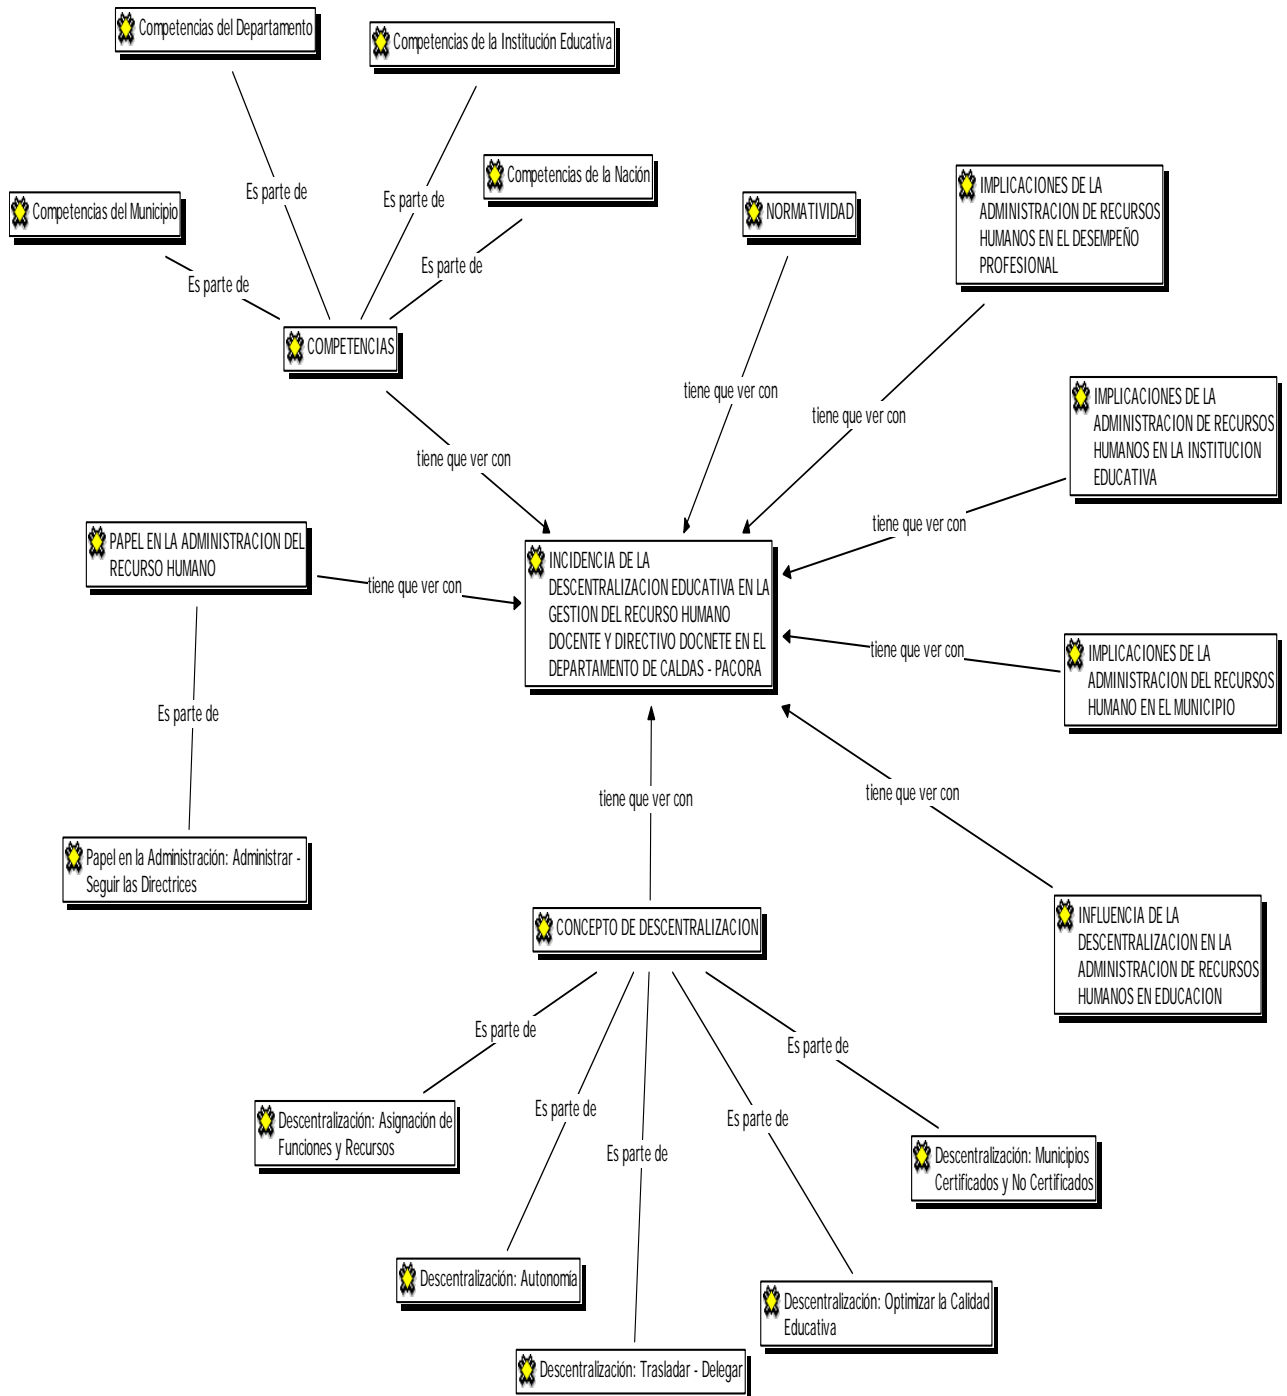 Competencias del Departamento
Competencias de la Institución Educativa
Es parte de
Es parte de
Competencias de la Nación
Competencias del Municipio
Es parte de
Es parte de
COMPETENCIAS
NORMATIVIDAD
IMPLICACIONES DE LA
ADMINISTRACION DE RECURSOS
HUMANOS EN EL DESEMPEÑO
PROFESIONAL
tiene que ver con
tiene que ver con
tiene que ver con
IMPLICACIONES DE LA
ADMINISTRACION DE RECURSOS
HUMANOS EN LA INSTITUCION
EDUCATIVA
tiene que ver con
PAPEL EN LA ADMINISTRACION DEL
RECURSO HUMANO
tiene que ver con
INCIDENCIA DE LA
DESCENTRALIZACION EDUCATIVA EN LA
GESTION DEL RECURSO HUMANO
DOCENTE Y DIRECTIVO DOCNETE EN EL
DEPARTAMENTO DE CALDAS - PACORA
tiene que ver con
IMPLICACIONES DE LA
ADMINISTRACION DEL RECURSOS
HUMANO EN EL MUNICIPIO
Es parte de
tiene que ver con
tiene que ver con
Papel en la Administración: Administrar -
Seguir las Directrices
CONCEPTO DE DESCENTRALIZACION
INFLUENCIA DE LA
DESCENTRALIZACION EN LA
ADMINISTRACION DE RECURSOS
HUMANOS EN EDUCACION
Es parte de
Es parte de
Es parte de
Es parte de
Es parte de
Descentralización: Asignación de
Funciones y Recursos
Descentralización: Municipios
Certificados y No Certificados
Descentralización: Autonomía
Descentralización: Optimizar la Calidad
Educativa
Descentralización: Trasladar - Delegar